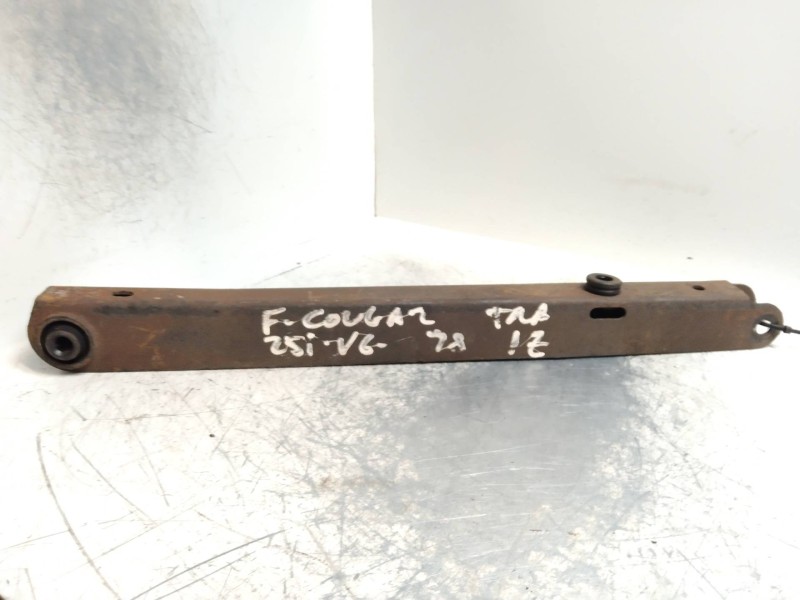 F-COUGAR TRA
25i-V6- 98 IZ